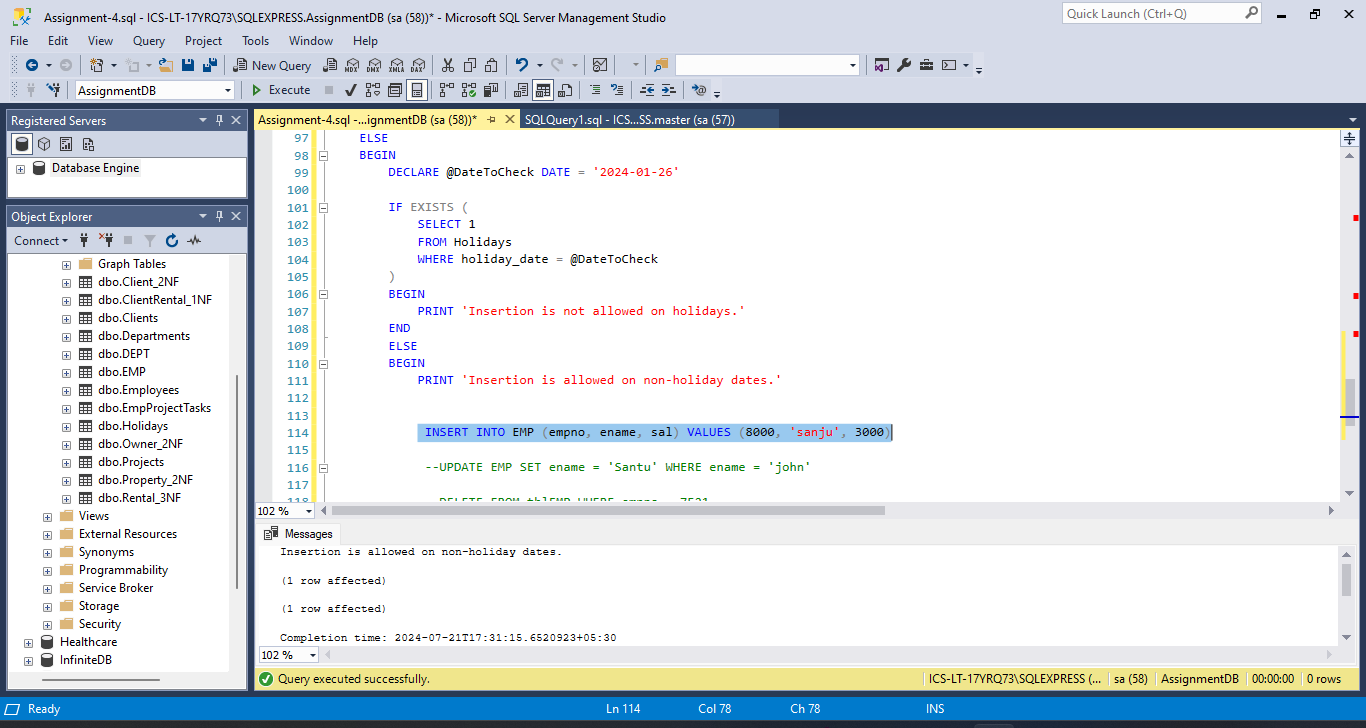 Assignment-4.sql - ICS-LT-17YRQ73\SQLEXPRESS.AssignmentDB (sa (58))* - Microsoft SQL Server Management Studio
Quick Launch (Ctrl+Q)
File Edit View Query Project Tools Window Help
New Query
MDX DMX XMLA DAX
AssignmentDB
Execute
Registered Servers
Database Engine
Object Explorer
Connect
Graph Tables
dbo.Client_2NF
dbo.ClientRental_1NF
dbo.Clients
dbo.Departments
dbo.DEPT
dbo.EMP
dbo.Employees
dbo.EmpProjectTasks
dbo.Holidays
dbo.Owner_2NF
dbo.Projects
dbo.Property_2NF
dbo.Rental_3NF
Views
External Resources
Synonyms
Programmability
Service Broker
Storage
Security
Healthcare
InfiniteDB
Assignment-4.sql -...ignmentDB (sa (58))*
SQLQuery1.sql - ICS...SS.master (sa (57))
97 ELSE
98 BEGIN
99 DECLARE @DateToCheck DATE = '2024-01-26'
100
101 IF EXISTS (
102 SELECT 1
103 FROM Holidays
104 WHERE holiday_date = @DateToCheck
105 )
106 BEGIN
107 PRINT 'Insertion is not allowed on holidays.'
108 END
109 ELSE
110 BEGIN
111 PRINT 'Insertion is allowed on non-holiday dates.'
112
113
114 INSERT INTO EMP (empno, ename, sal) VALUES (8000, 'sanju', 3000)
115
116 --UPDATE EMP SET ename = 'Santu' WHERE ename = 'john'
117
102 %
Messages
Insertion is allowed on non-holiday dates.
(1 row affected)
(1 row affected)
Completion time: 2024-07-21T17:31:15.6520923+05:30
102 %
Query executed successfully.
ICS-LT-17YRQ73\SQLEXPRESS (... sa (58) AssignmentDB 00:00:00 0 rows
Ready Ln 114 Col 78 Ch 78 INS